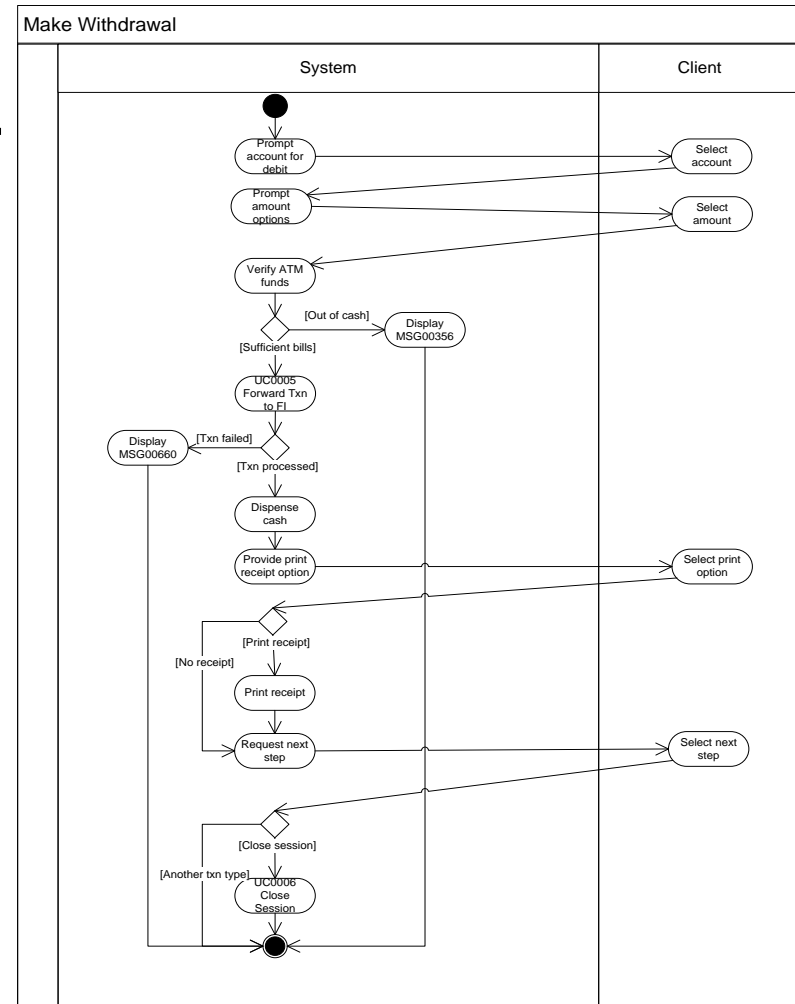 Make Withdrawal
System
Client
Prompt
account for
debit
Select
account
Prompt
amount
options
Select
amount
Verify ATM
funds
[Out of cash]
Display
MSG00356
[Sufficient bills]
UC0005
Forward Txn
to FI
[Txn failed]
Display
MSG00660
[Txn processed]
Dispense
cash
Provide print
receipt option
Select print
option
[Print receipt]
[No receipt]
Print receipt
Request next
step
Select next
step
[Close session]
[Another txn type]
UC0006
Close
Session